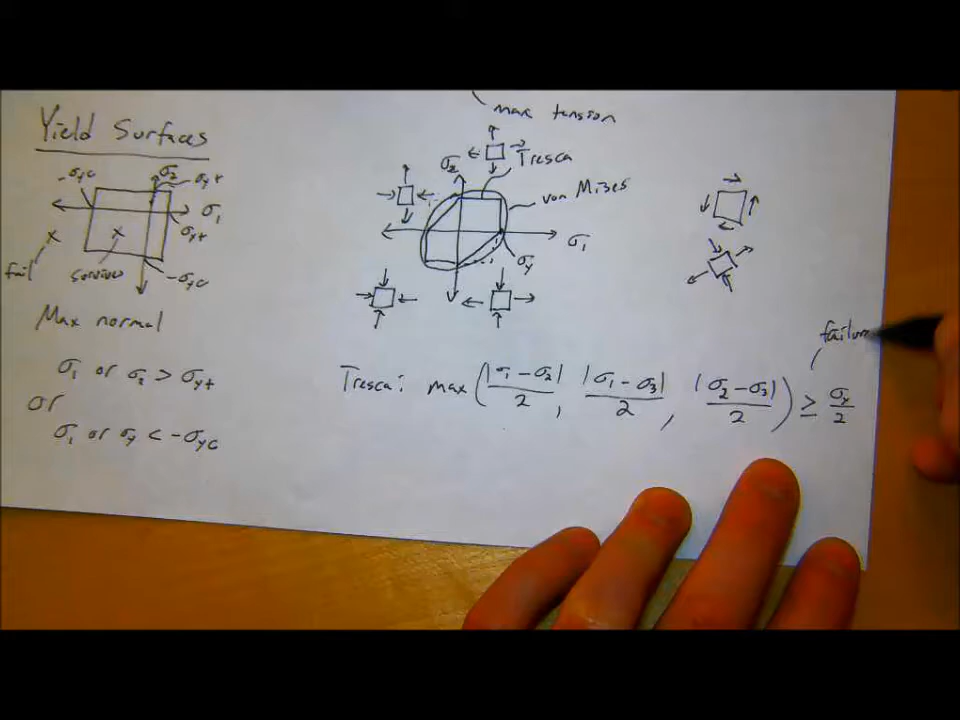 max tension
Yield Surfaces
σ₂
Tresca
von Mises
-σyc
σ₂
σy+
σ₁
σy+
-σyc
x
x
fail
survives
σ₁
σy
Max normal
failure
σ₁ or σ₂ > σy+
or
σ₁ or σy < -σyc
Tresca: max (|σ₁ - σ₂|/2, |σ₁ - σ₃|/2, |σ₂ - σ₃|/2) ≥ σy/2